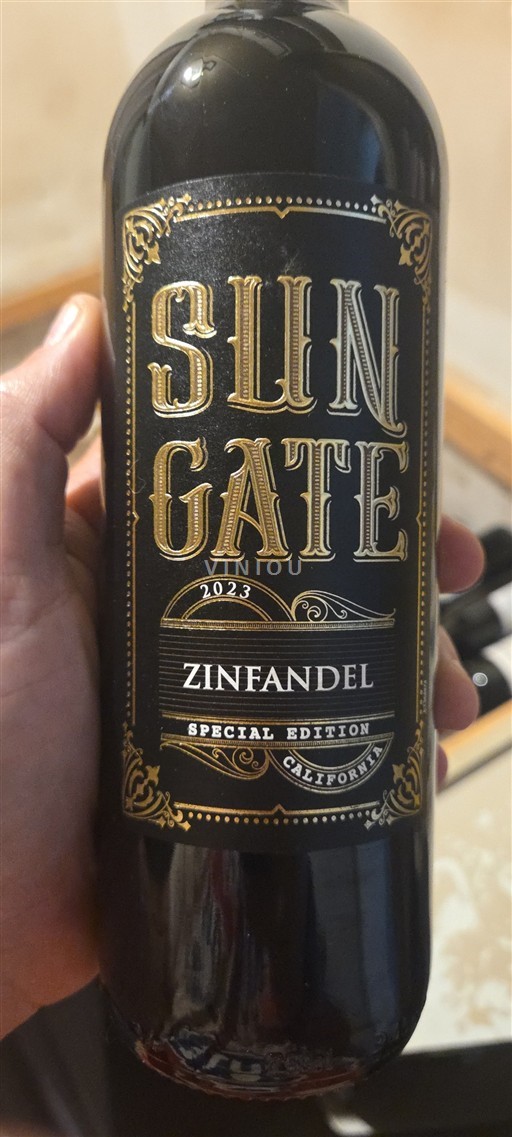 SUN
GATE
VINIOU
2023
ZINFANDEL
SPECIAL EDITION
CALIFORNIA